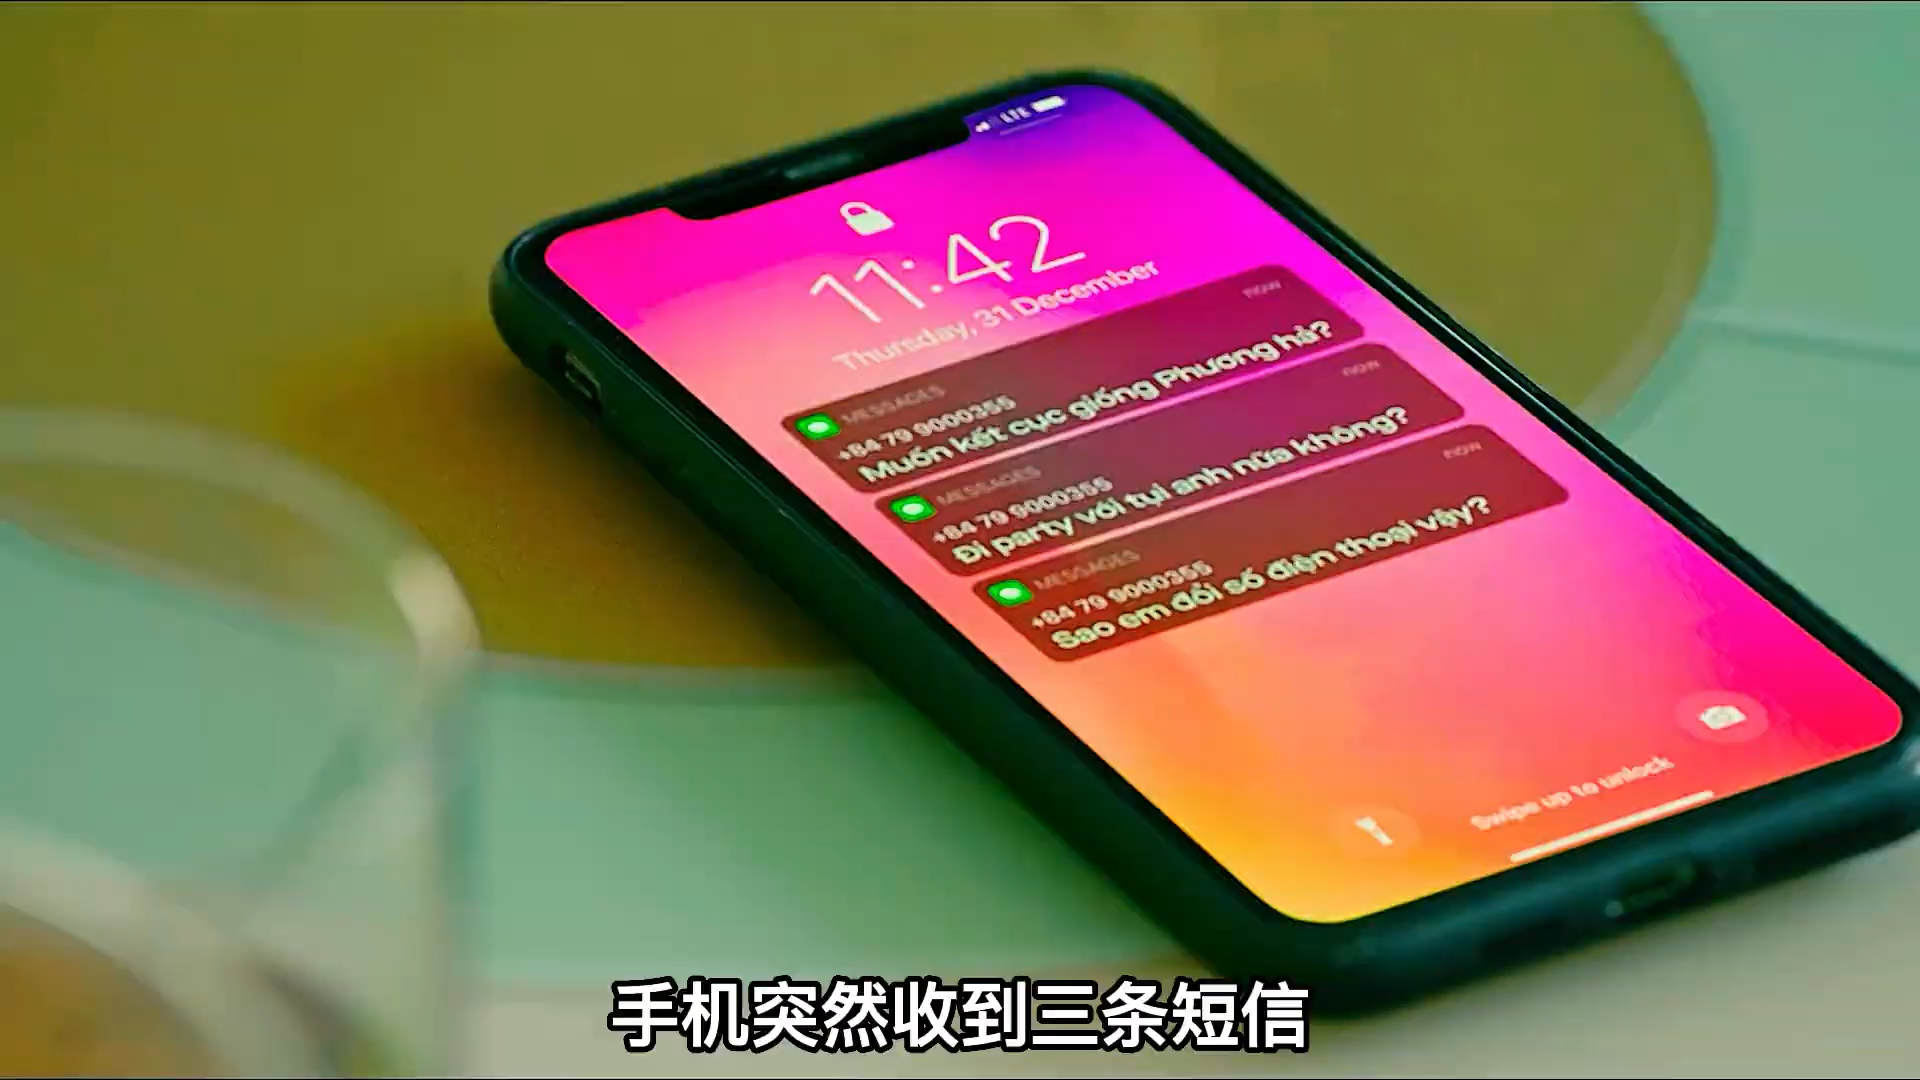 LTE
11:42
Thursday, 31 December
MESSAGES
now
+84 79 9000355
Muốn kết cục giống Phương hả?
MESSAGES
now
+84 79 9000355
Đi party với tụi anh nữa không?
MESSAGES
now
+84 79 9000355
Sao em đổi số điện thoại vậy?
Swipe up to unlock
手机突然收到三条短信